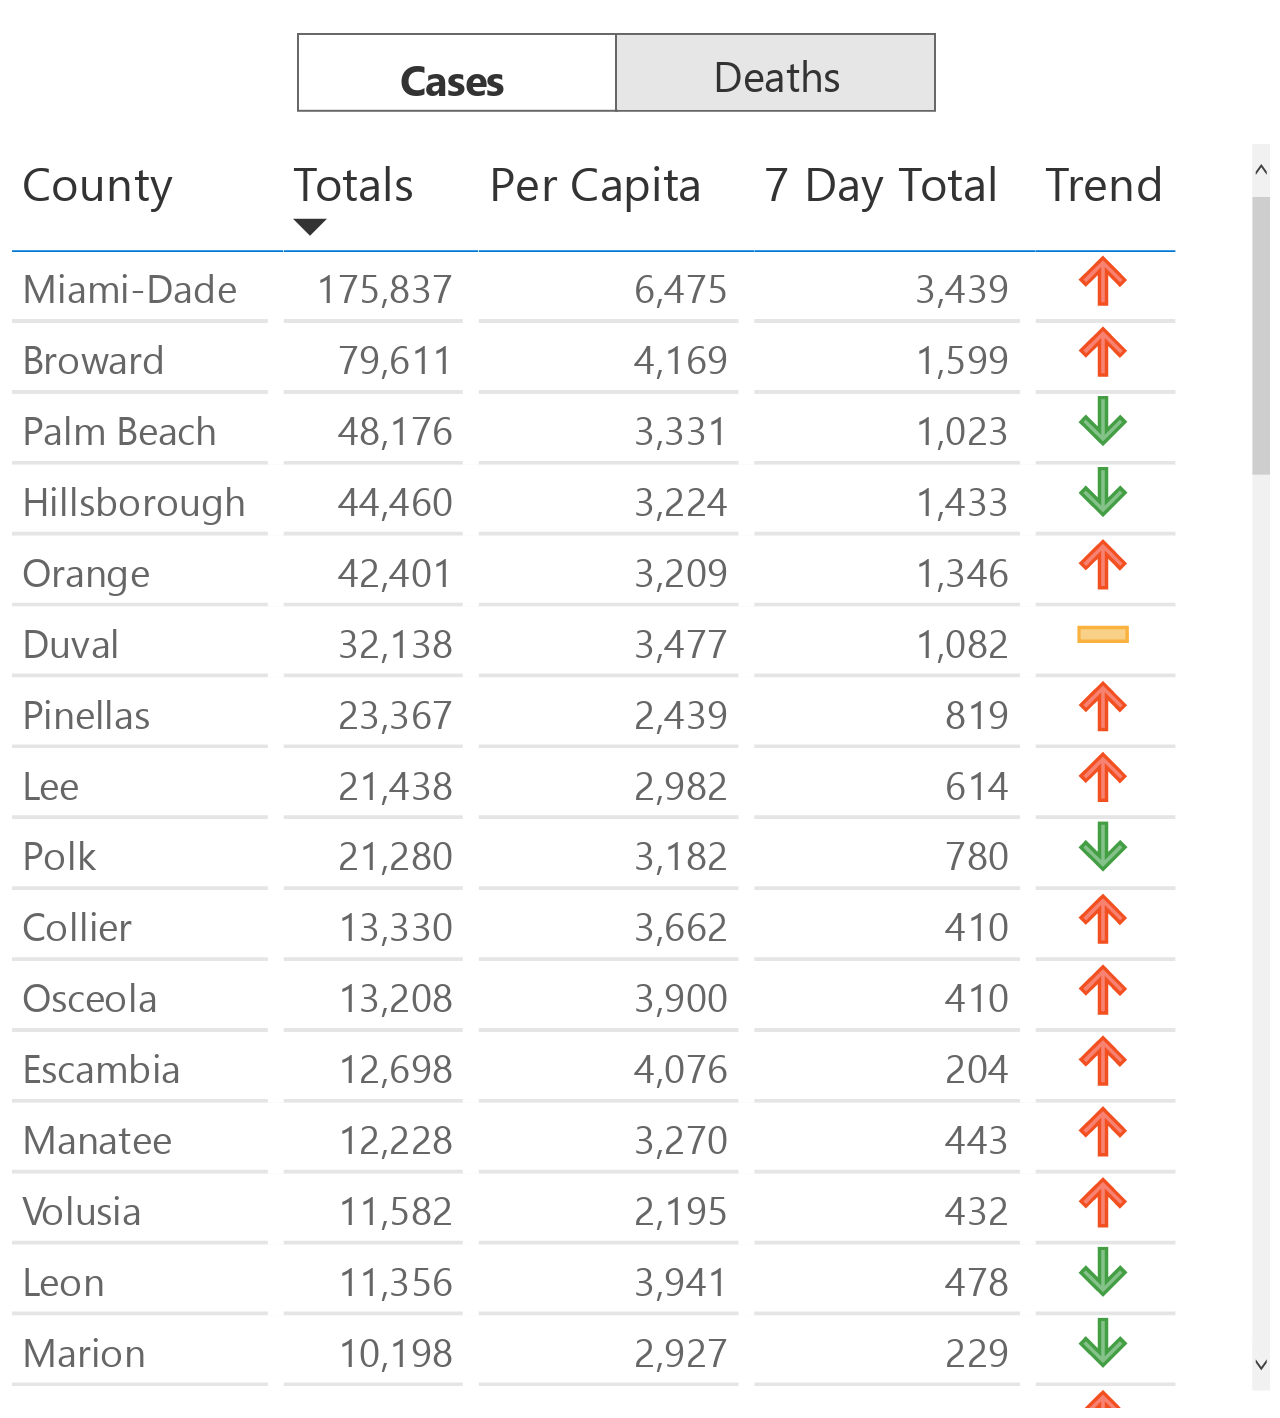 Cases Deaths
County Totals Per Capita 7 Day Total Trend
Miami-Dade 175,837 6,475 3,439
Broward 79,611 4,169 1,599
Palm Beach 48,176 3,331 1,023
Hillsborough 44,460 3,224 1,433
Orange 42,401 3,209 1,346
Duval 32,138 3,477 1,082
Pinellas 23,367 2,439 819
Lee 21,438 2,982 614
Polk 21,280 3,182 780
Collier 13,330 3,662 410
Osceola 13,208 3,900 410
Escambia 12,698 4,076 204
Manatee 12,228 3,270 443
Volusia 11,582 2,195 432
Leon 11,356 3,941 478
Marion 10,198 2,927 229